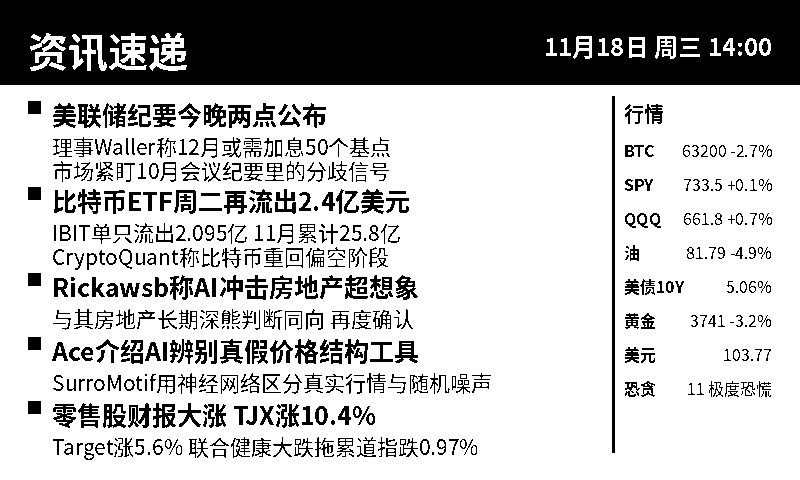 资讯速递
11月18日 周三 14:00
美联储纪要今晚两点公布
理事Waller称12月或需加息50个基点
市场紧盯10月会议纪要里的分歧信号
比特币ETF周二再流出2.4亿美元
IBIT单只流出2.095亿 11月累计25.8亿
CryptoQuant称比特币重回偏空阶段
Rickawsb称AI冲击房地产超想象
与其房地产长期深熊判断同向 再度确认
Ace介绍AI辨别真假价格结构工具
SurroMotif用神经网络区分真实行情与随机噪声
零售股财报大涨 TJX涨10.4%
Target涨5.6% 联合健康大跌拖累道指跌0.97%
行情
BTC 63200 -2.7%
SPY 733.5 +0.1%
QQQ 661.8 +0.7%
油 81.79 -4.9%
美债10Y 5.06%
黄金 3741 -3.2%
美元 103.77
恐贪 11 极度恐慌